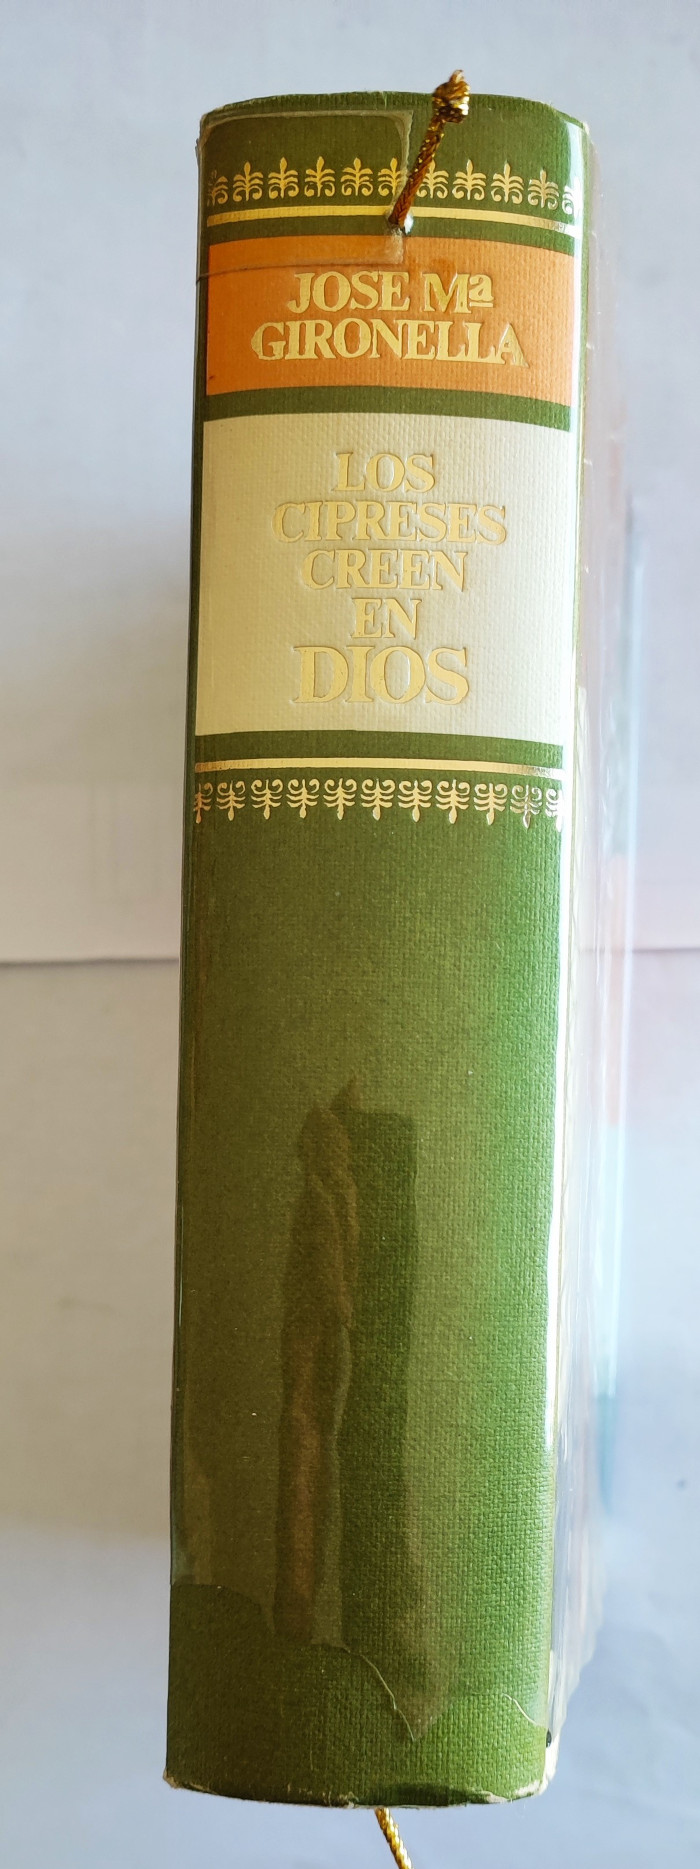 JOSE Mª
GIRONELLA
LOS
CIPRESES
CREEN
EN
DIOS